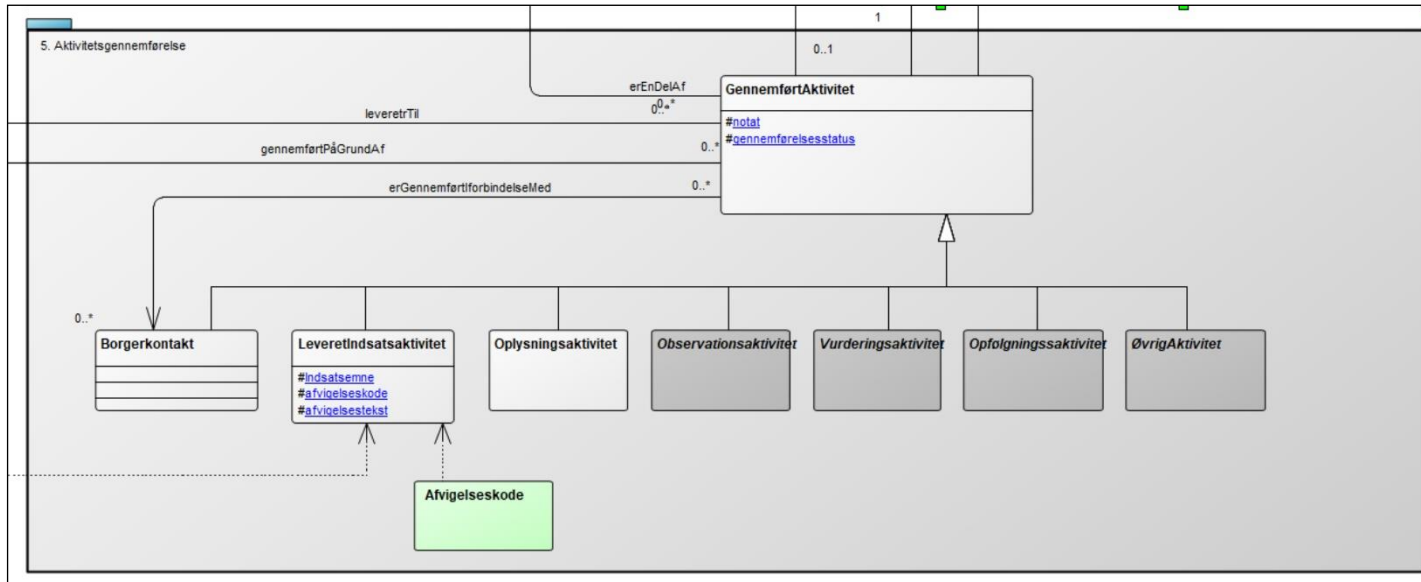 1
5. Aktivitetsgennemførelse
0..1
erEnDelAf
GennemførtAktivitet
0..*
leveretrTil
#notat
gennemførtPåGrundAf
0..*
#gennemførelsesstatus
erGennemførtIforbindelseMed
0..*
0..*
Borgerkontakt
LeveretIndsatsaktivitet
Oplysningsaktivitet
Observationsaktivitet
Vurderingsaktivitet
Opfølgningssaktivitet
ØvrigAktivitet
#Indsatsemne
#afvigelseskode
#afvigelsestekst
Afvigelseskode